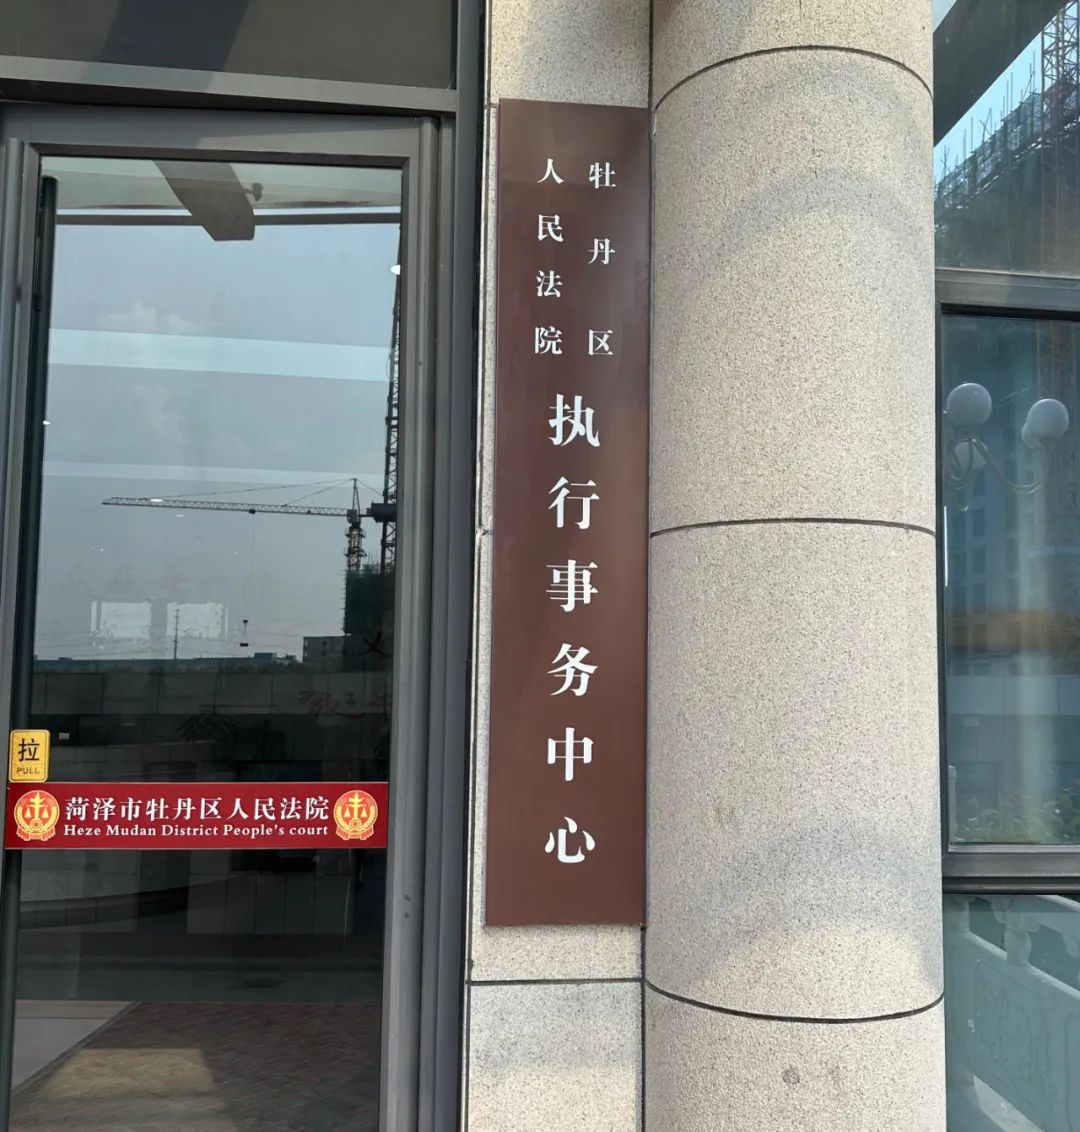 牡丹区
人民法院
执行事务中心
拉
PULL
菏泽市牡丹区人民法院
Heze Mudan District People's court